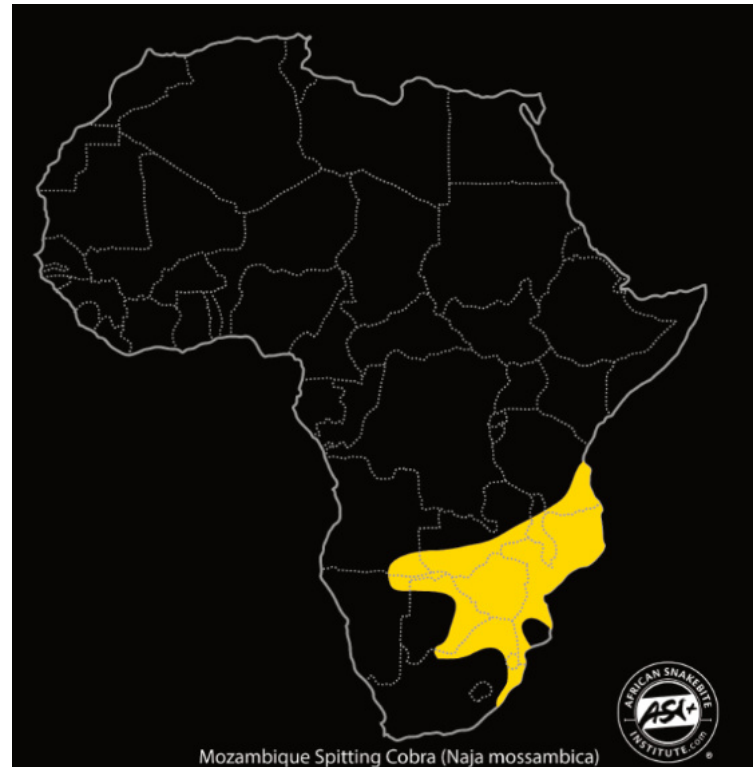 AFRICAN SNAKEBITE
ASI+
INSTITUTE.com
®
Mozambique Spitting Cobra (Naja mossambica)